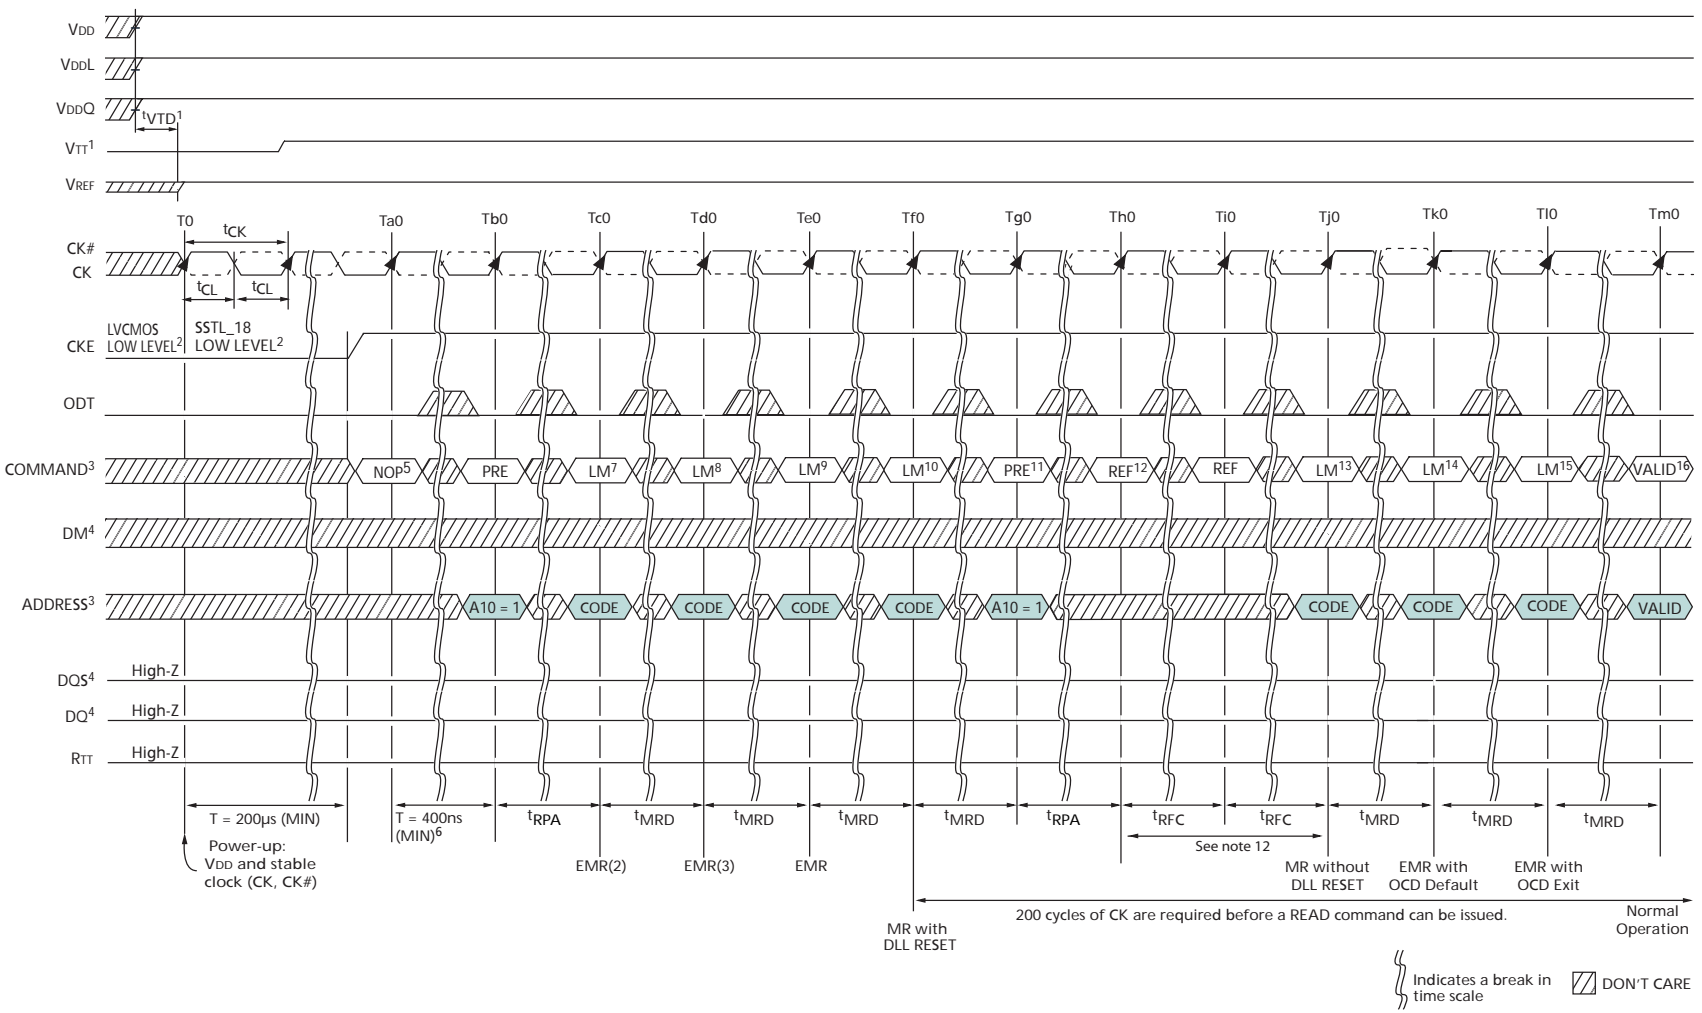 VDD
VDDL
VDDQ
tVTD1
VTT1
VREF
T0 Ta0 Tb0 Tc0 Td0 Te0 Tf0 Tg0 Th0 Ti0 Tj0 Tk0 Tl0 Tm0
tCK
CK#
CK
tCL tCL
LVCMOS SSTL_18
CKE LOW LEVEL2 LOW LEVEL2
ODT
COMMAND3 NOP5 PRE LM7 LM8 LM9 LM10 PRE11 REF12 REF LM13 LM14 LM15 VALID16
DM4
ADDRESS3 A10 = 1 CODE CODE CODE CODE A10 = 1 CODE CODE CODE VALID
DQS4 High-Z
DQ4 High-Z
RTT High-Z
T = 200µs (MIN) T = 400ns tRPA tMRD tMRD tMRD tMRD tRPA tRFC tRFC tMRD tMRD tMRD
(MIN)6
See note 12
Power-up:
VDD and stable
clock (CK, CK#)
EMR(2) EMR(3) EMR
MR without EMR with EMR with
DLL RESET OCD Default OCD Exit
200 cycles of CK are required before a READ command can be issued.
Normal
Operation
MR with
DLL RESET
Indicates a break in
time scale
DON'T CARE